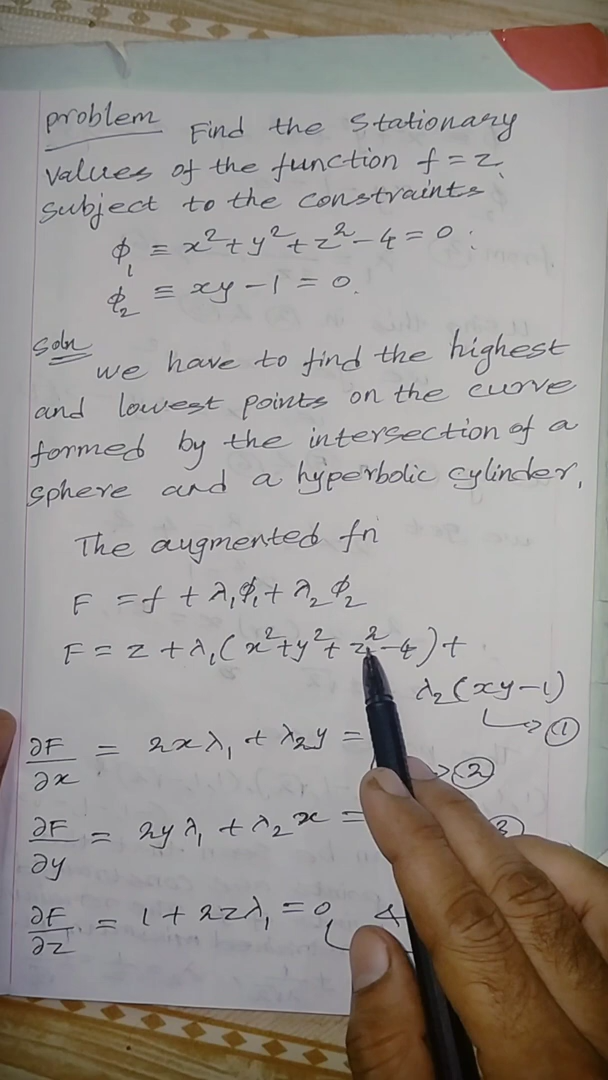 problem Find the stationary
values of the function f = z
subject to the constraints
ϕ₁ ≡ x² + y² + z² - 4 = 0 :
ϕ₂ ≡ xy - 1 = 0.
Soln
we have to find the highest
and lowest points on the curve
formed by the intersection of a
sphere and a hyperbolic cylinder.
The augmented fn
F = f + λ₁ϕ₁ + λ₂ϕ₂
F = z + λ₁(x² + y² + z² - 4) +
λ₂(xy - 1)
→ ①
∂F/∂x = 2xλ₁ + λ₂y =
→ ②
∂F/∂y = 2yλ₁ + λ₂x =
∂F/∂z = 1 + 2zλ₁ = 0 4